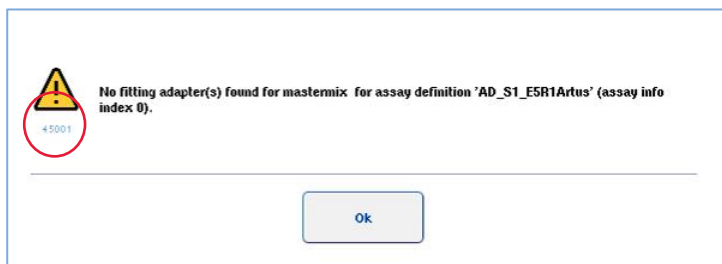 No fitting adapter(s) found for mastermix for assay definition 'AD_S1_E5R1Artus' (assay info
index 0).
45001
Ok